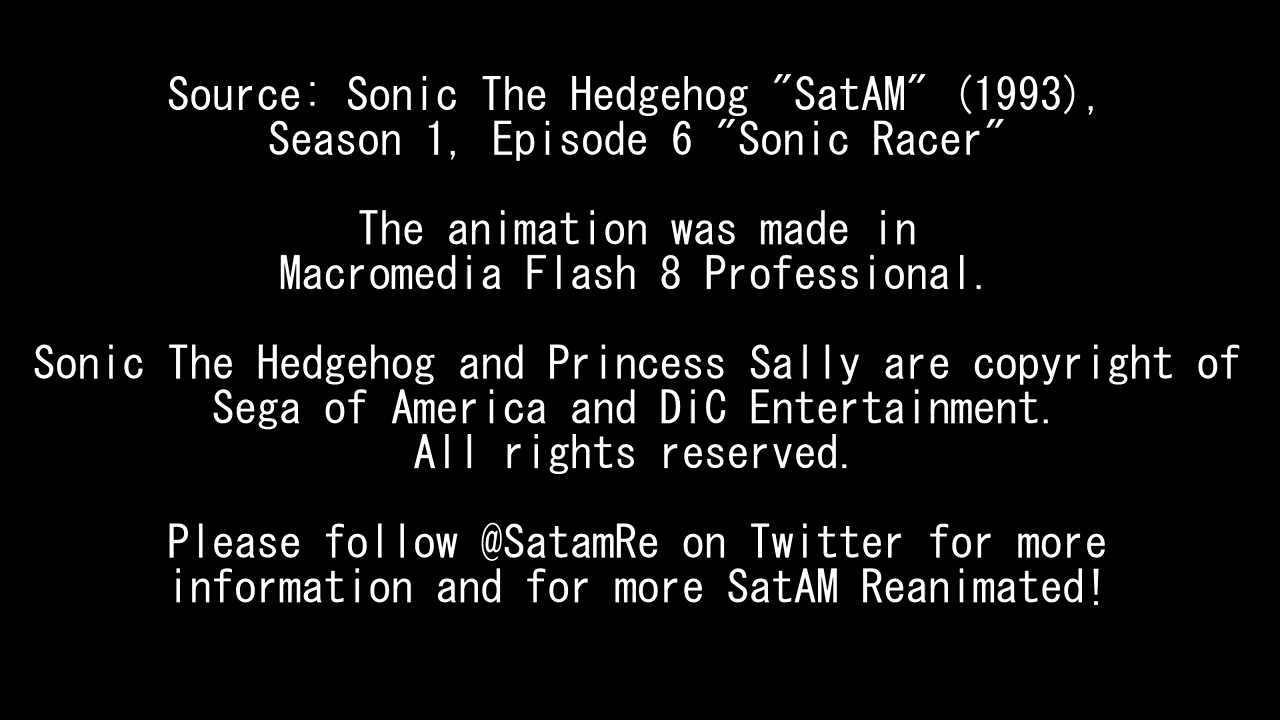 Source: Sonic The Hedgehog "SatAM" (1993),
Season 1, Episode 6 "Sonic Racer"
The animation was made in
Macromedia Flash 8 Professional.
Sonic The Hedgehog and Princess Sally are copyright of
Sega of America and DiC Entertainment.
All rights reserved.
Please follow @SatamRe on Twitter for more
information and for more SatAM Reanimated!